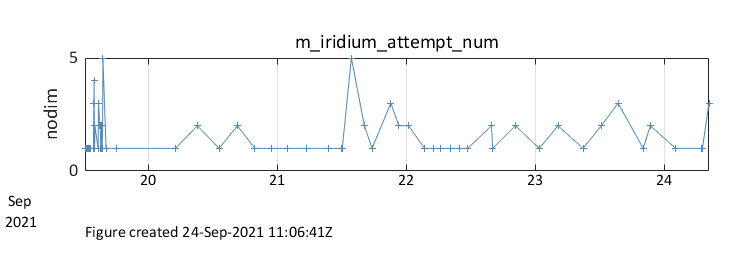 m_iridium_attempt_num
5
nodim
0
20 21 22 23 24
Sep
2021
Figure created 24-Sep-2021 11:06:41Z